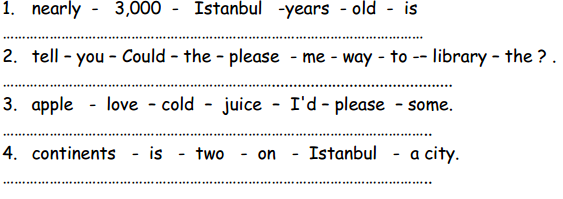 1. nearly - 3,000 - Istanbul -years - old - is
........................................................................................................
2. tell - you - Could - the - please - me - way - to -- library - the ? .
........................................................................................................
3. apple - love - cold - juice - I'd - please - some.
........................................................................................................
4. continents - is - two - on - Istanbul - a city.
........................................................................................................